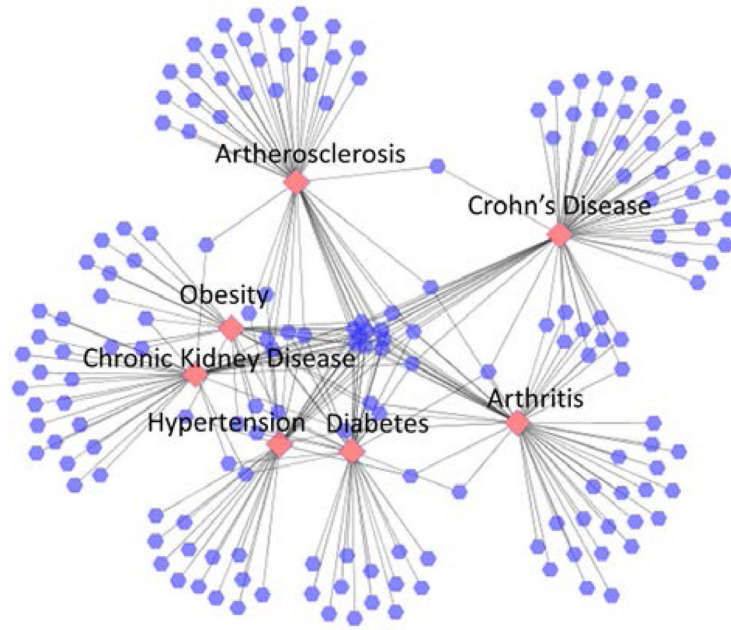 Artherosclerosis
Crohn's Disease
Obesity
Chronic Kidney Disease
Arthritis
Hypertension
Diabetes